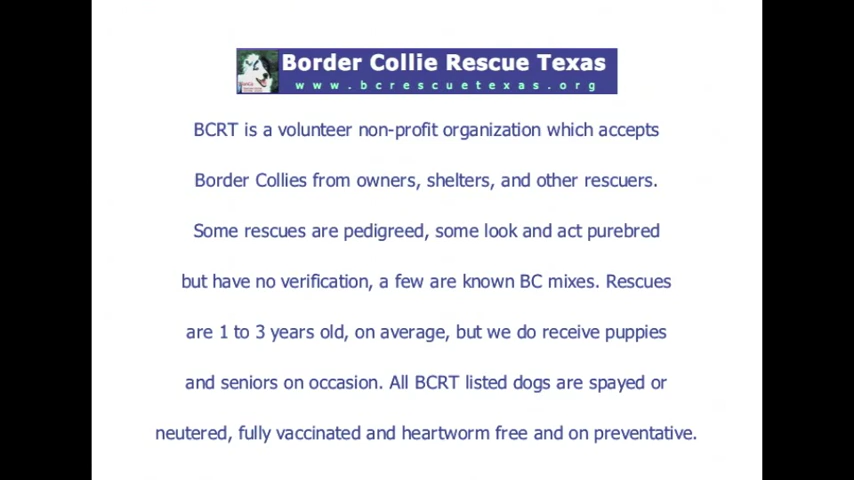 Border Collie Rescue Texas
www.bcrescuetexas.org
BCRT is a volunteer non-profit organization which accepts
Border Collies from owners, shelters, and other rescuers.
Some rescues are pedigreed, some look and act purebred
but have no verification, a few are known BC mixes. Rescues
are 1 to 3 years old, on average, but we do receive puppies
and seniors on occasion. All BCRT listed dogs are spayed or
neutered, fully vaccinated and heartworm free and on preventative.